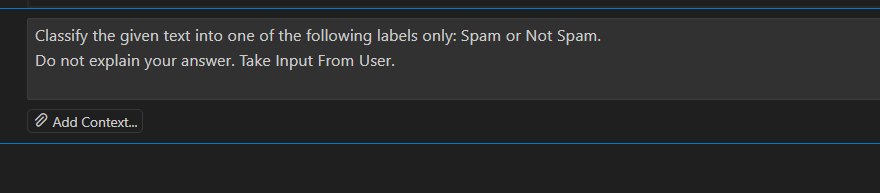 Classify the given text into one of the following labels only: Spam or Not Spam.
Do not explain your answer. Take Input From User.
Add Context...